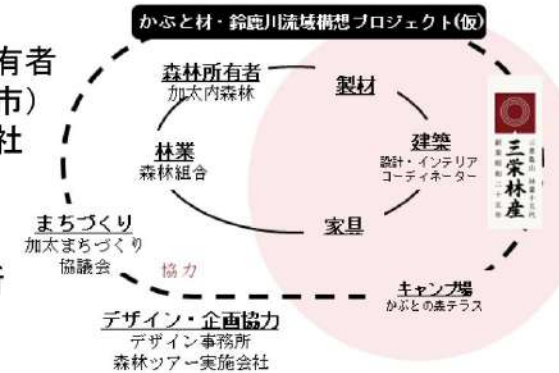 かぶと材・鈴鹿川流域構想プロジェクト(仮)
有者
市）
社
森林所有者
加太内森林
製材
林業
森林組合
建築
設計・インテリア
コーディネーター
三栄林産
まちづくり
加太まちづくり
協議会
家具
協力
キャンプ場
かぶとの森テラス
デザイン・企画協力
デザイン事務所
森林ツアー実施会社